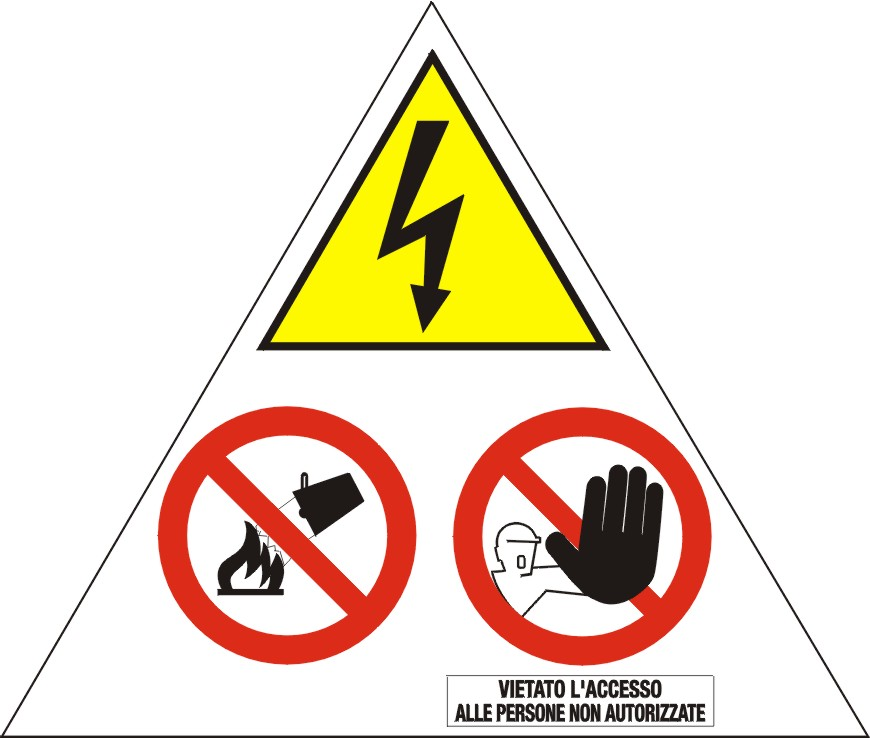 VIETATO L'ACCESSO
ALLE PERSONE NON AUTORIZZATE